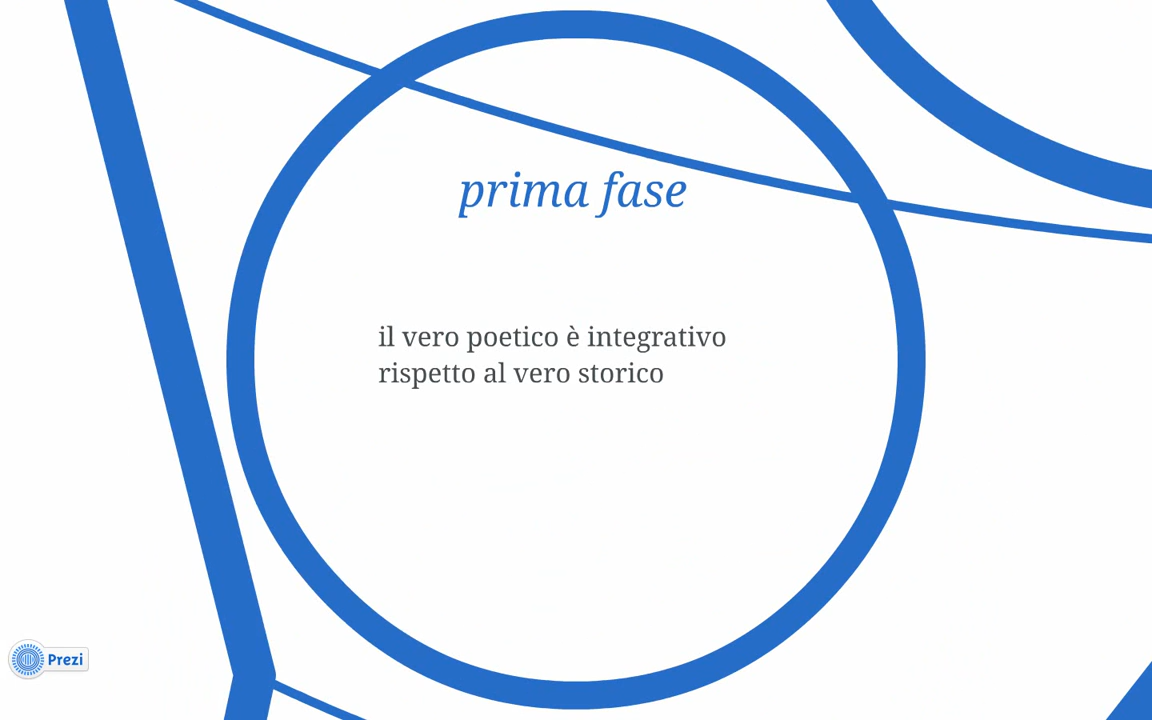 prima fase
il vero poetico è integrativo
rispetto al vero storico
Prezi